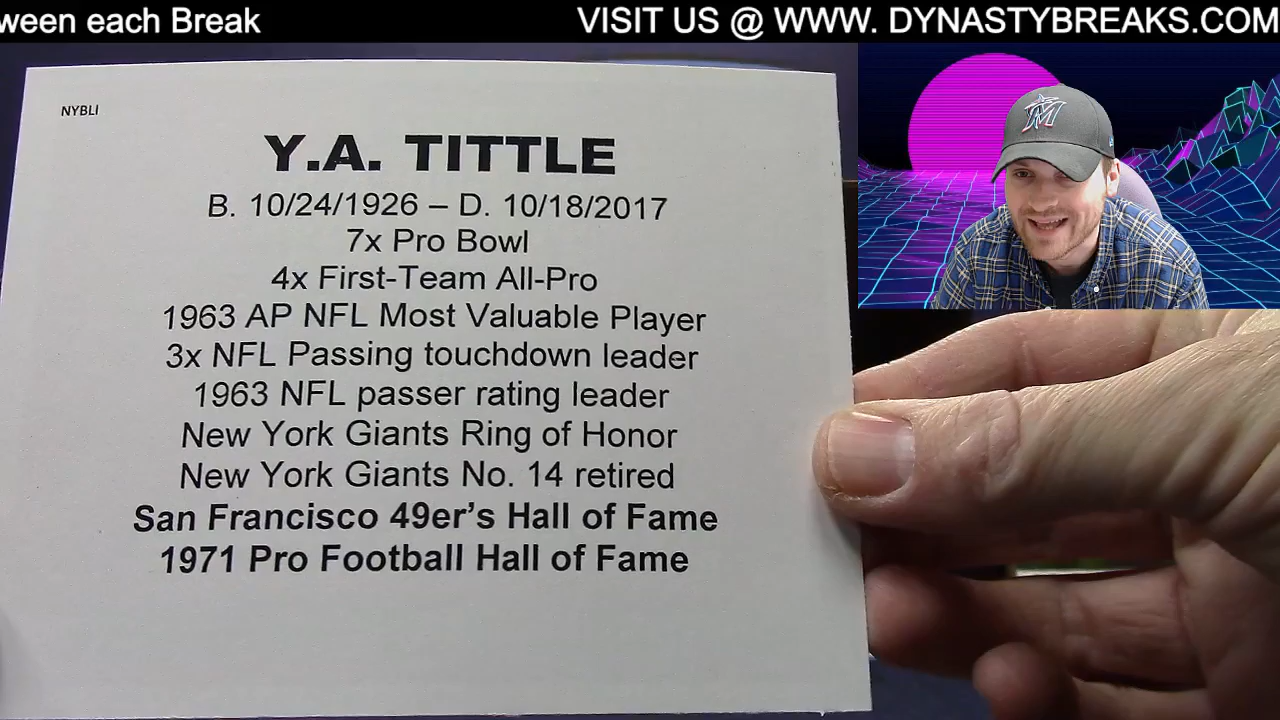 ween each Break
VISIT US @ WWW. DYNASTYBREAKS.COM
NYBLI
Y.A. TITTLE
B. 10/24/1926 – D. 10/18/2017
7x Pro Bowl
4x First-Team All-Pro
1963 AP NFL Most Valuable Player
3x NFL Passing touchdown leader
1963 NFL passer rating leader
New York Giants Ring of Honor
New York Giants No. 14 retired
San Francisco 49er’s Hall of Fame
1971 Pro Football Hall of Fame
M